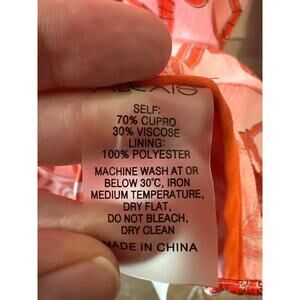 ALEXIS
SELF:
70% CUPRO
30% VISCOSE
LINING:
100% POLYESTER
MACHINE WASH AT OR
BELOW 30°C, IRON
MEDIUM TEMPERATURE,
DRY FLAT,
DO NOT BLEACH,
DRY CLEAN
MADE IN CHINA